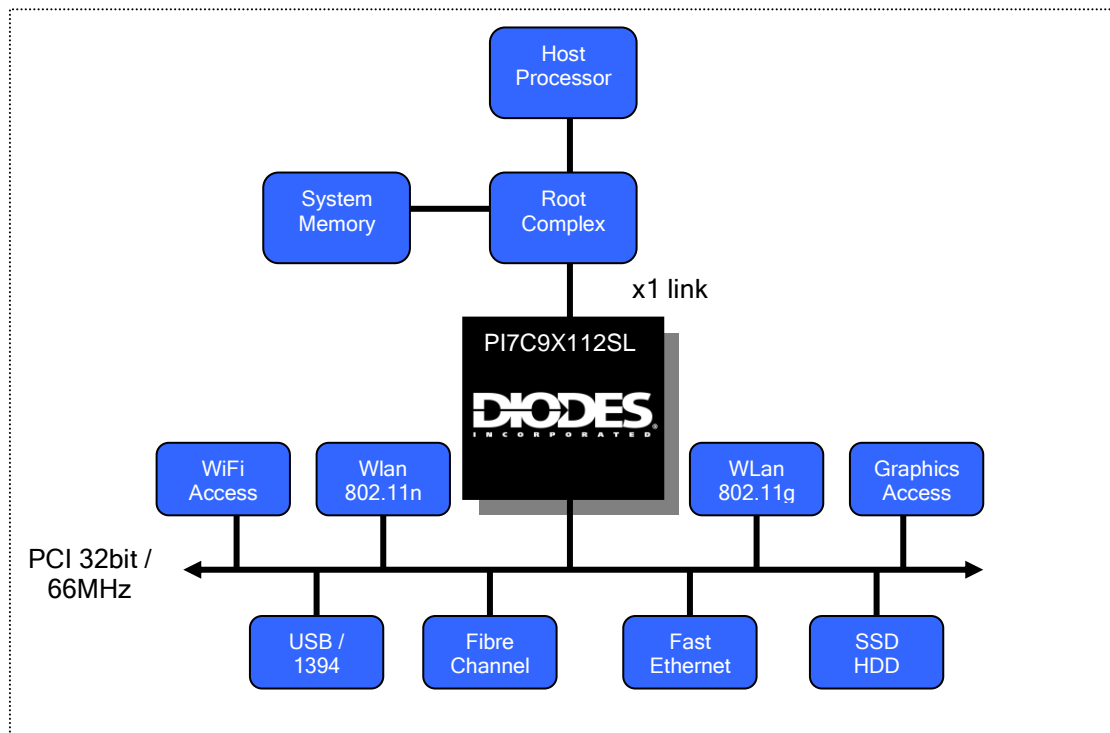 Host
Processor
System
Memory
Root
Complex
x1 link
PI7C9X112SL
DIODES®
INCORPORATED
WiFi
Access
Wlan
802.11n
WLan
802.11g
Graphics
Access
PCI 32bit /
66MHz
USB /
1394
Fibre
Channel
Fast
Ethernet
SSD
HDD